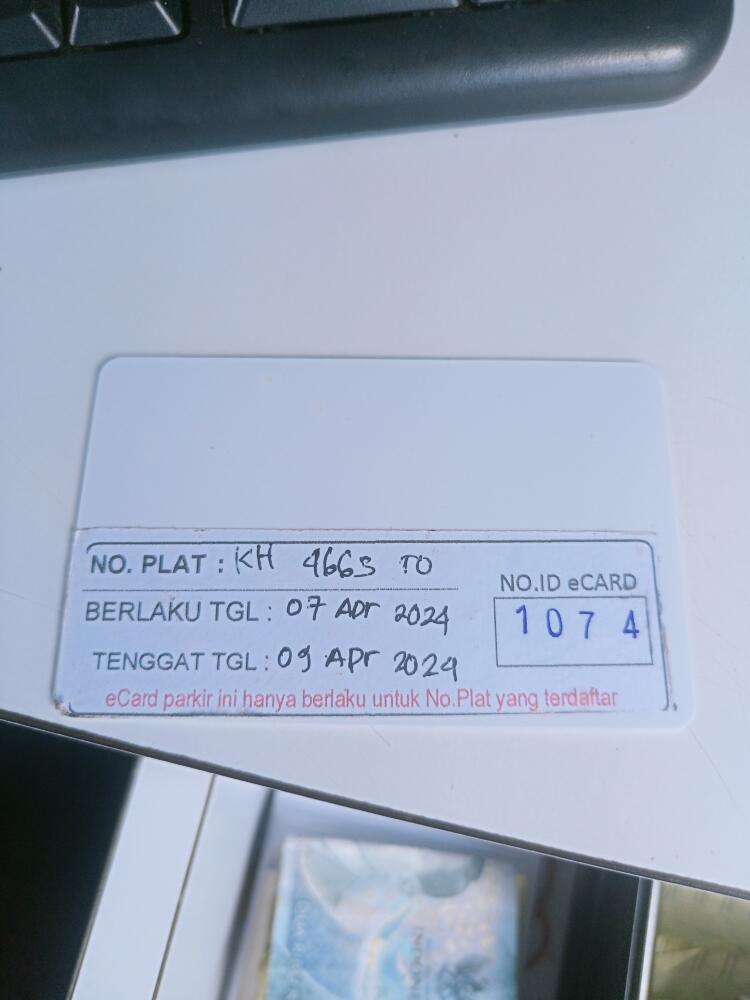 NO. PLAT : KH 4663 TO
BERLAKU TGL : 07 Apr 2024
TENGGAT TGL : 09 Apr 2024
NO.ID eCARD
1074
eCard parkir ini hanya berlaku untuk No.Plat yang terdaftar